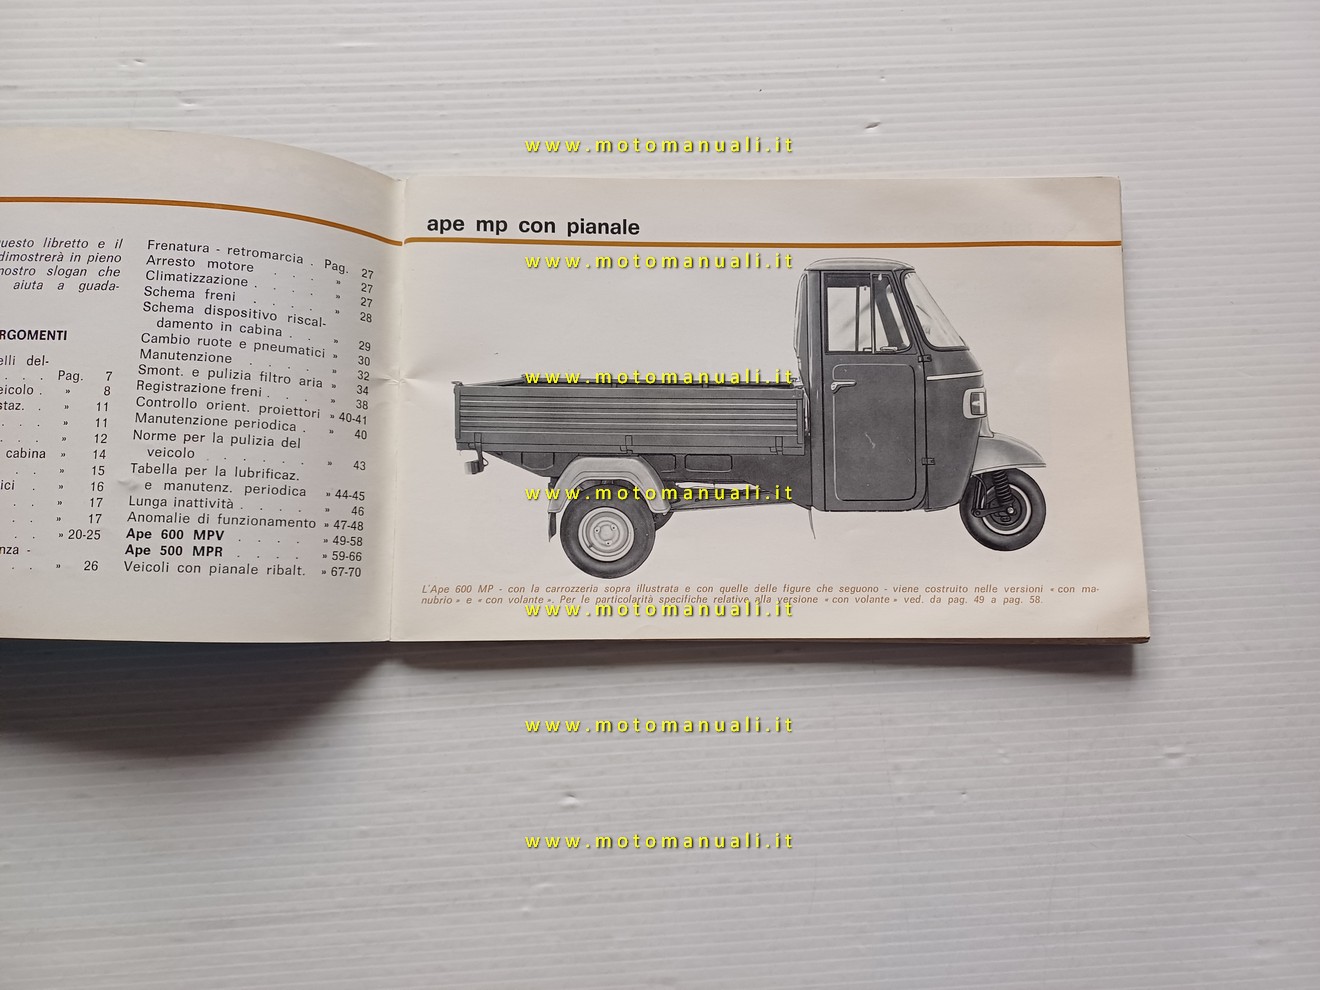 uesto libretto e il
dimostrerà in pieno
nostro slogan che
aiuta a guada-
RGOMENTI
elli del-
. . . . Pag. 7
eicolo . » 8
staz. . » 11
. . . » 11
. . . » 12
cabina » 14
. . . » 15
ici . » 16
. . . » 17
. . . » 17
. . . » 20-25
nza -
. . . » 26
Frenatura - retromarcia . Pag. 27
Arresto motore . . . » 27
Climatizzazione . . . . » 27
Schema freni . . . . » 28
Schema dispositivo riscal-
damento in cabina . . » 29
Cambio ruote e pneumatici » 30
Manutenzione . . . . » 32
Smont. e pulizia filtro aria » 34
Registrazione freni . . . » 38
Controllo orient. proiettori » 40-41
Manutenzione periodica . » 40
Norme per la pulizia del
veicolo . . . . . » 43
Tabella per la lubrificaz.
e manutenz. periodica » 44-45
Lunga inattività . . . . » 46
Anomalie di funzionamento » 47-48
Ape 600 MPV . . . . » 49-58
Ape 500 MPR . . . . » 59-66
Veicoli con pianale ribalt. » 67-70
www.motomanuali.it
ape mp con pianale
www.motomanuali.it
www.motomanuali.it
www.motomanuali.it
L'Ape 600 MP - con la carrozzeria sopra illustrata e con quelle delle figure che seguono - viene costruito nelle versioni « con ma-
nubrio » e « con volante ». Per le particolarità specifiche relative alla versione « con volante » ved. da pag. 49 a pag. 58.
www.motomanuali.it
www.motomanuali.it
www.motomanuali.it